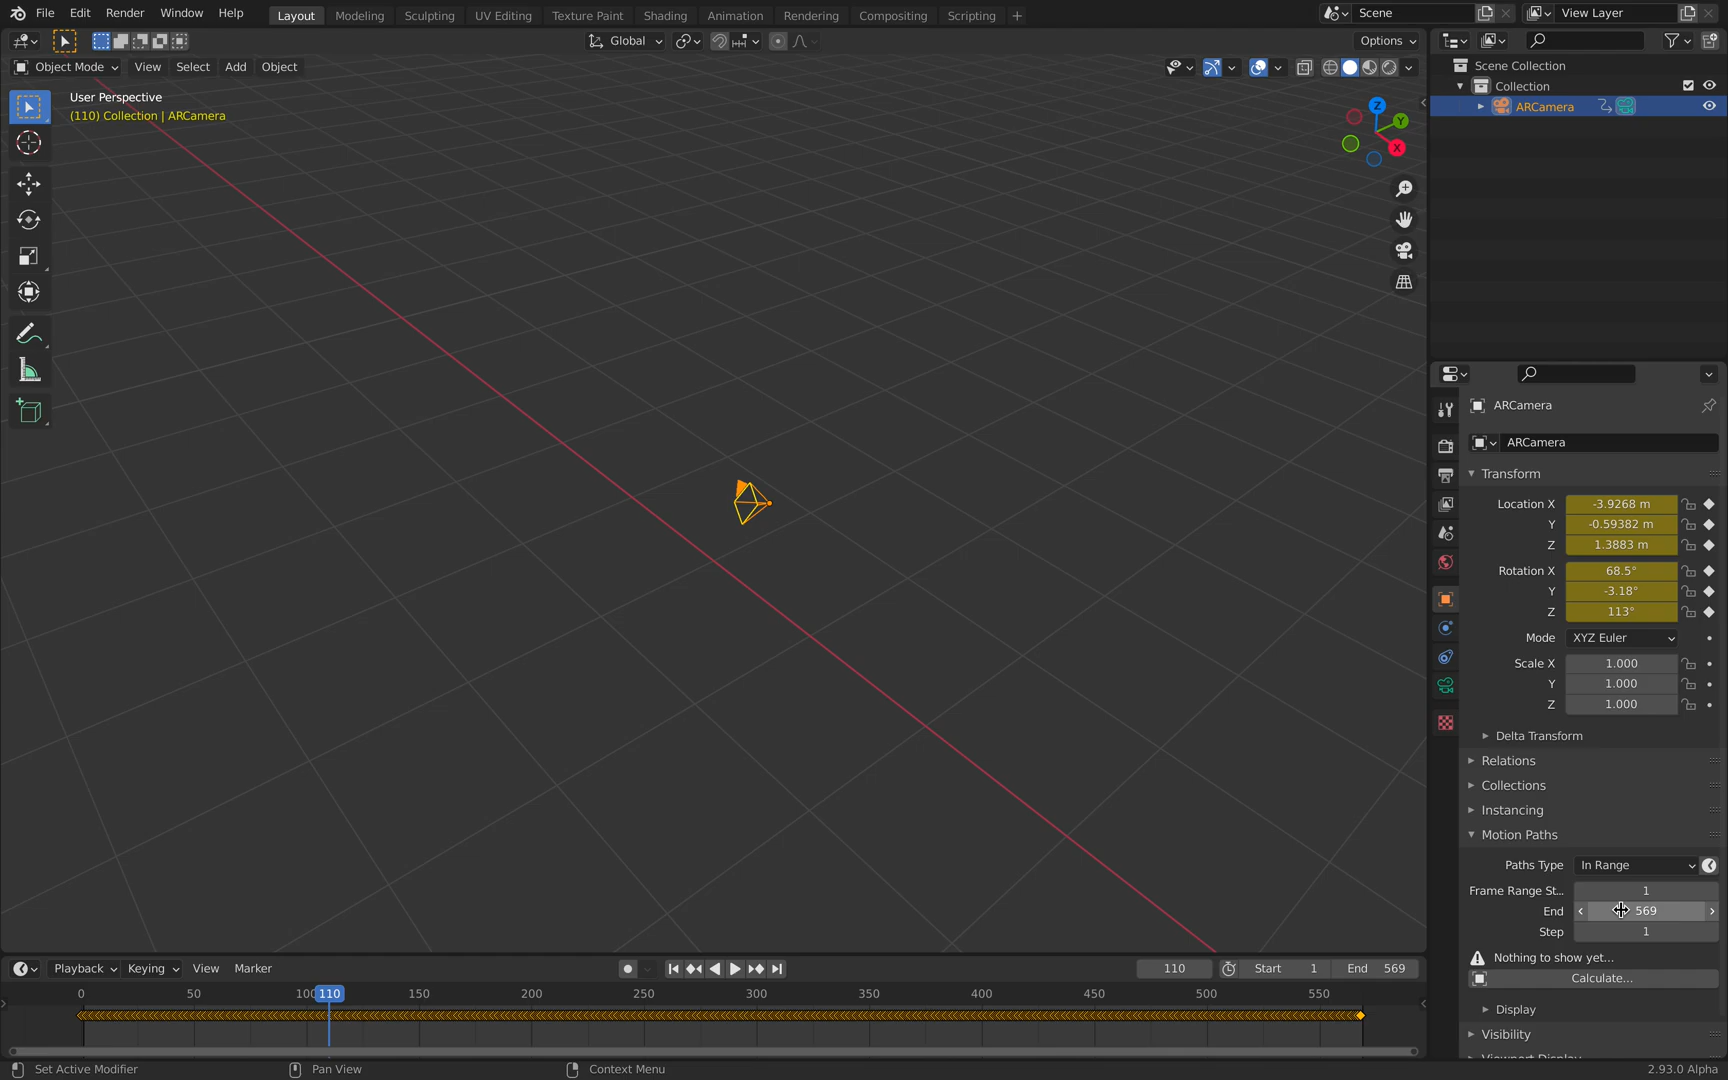 File Edit Render Window Help Layout Modeling Sculpting UV Editing Texture Paint Shading Animation Rendering Compositing Scripting + Scene View Layer
Global Options
Object Mode View Select Add Object
User Perspective
(110) Collection | ARCamera
Z
Y
X
Scene Collection
Collection
ARCamera
ARCamera
ARCamera
Transform
Location X -3.9268 m
Y -0.59382 m
Z 1.3883 m
Rotation X 68.5°
Y -3.18°
Z 113°
Mode XYZ Euler
Scale X 1.000
Y 1.000
Z 1.000
Delta Transform
Relations
Collections
Instancing
Motion Paths
Paths Type In Range
Frame Range St... 1
End 569
Step 1
Nothing to show yet...
Calculate...
Display
Visibility
Viewport Display
Playback Keying View Marker 110 Start 1 End 569
0 50 100 110 150 200 250 300 350 400 450 500 550
Set Active Modifier Pan View Context Menu 2.93.0 Alpha